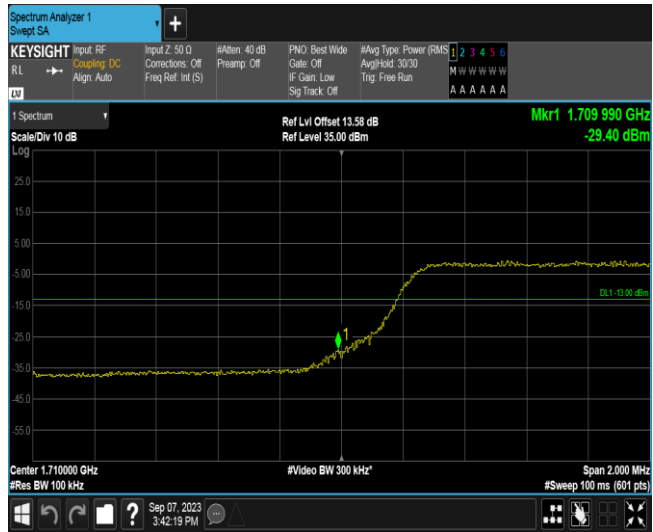 Spectrum Analyzer 1
Swept SA
+
KEYSIGHT Input: RF Input Z: 50 Ω #Atten: 40 dB PNO: Best Wide #Avg Type: Power (RMS 1 2 3 4 5 6
RL Coupling: DC Corrections: Off Preamp: Off Gate: Off Avg|Hold: 30/30 M W W W W W
Align: Auto Freq Ref: Int (S) IF Gain: Low Trig: Free Run
LXI Sig Track: Off A A A A A A
1 Spectrum Ref Lvl Offset 13.58 dB Mkr1 1.709 990 GHz
Scale/Div 10 dB Ref Level 35.00 dBm -29.40 dBm
Log
25.0
15.0
5.00
-5.00
DL1 -13.00 dBm
-15.0
-25.0
1
-35.0
-45.0
-55.0
Center 1.710000 GHz #Video BW 300 kHz* Span 2.000 MHz
#Res BW 100 kHz #Sweep 100 ms (601 pts)
? Sep 07, 2023
3:42:19 PM